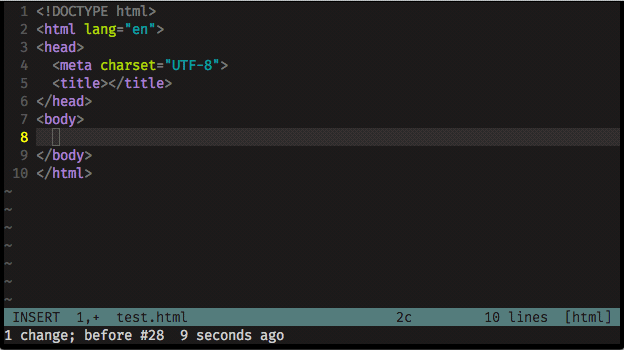 1 <!DOCTYPE html>
2 <html lang="en">
3 <head>
4   <meta charset="UTF-8">
5   <title></title>
6 </head>
7 <body>
8
9 </body>
10 </html>
~
~
~
~
~
~
~
INSERT  1,+  test.html  2c  10 lines  [html]
1 change; before #28  9 seconds ago